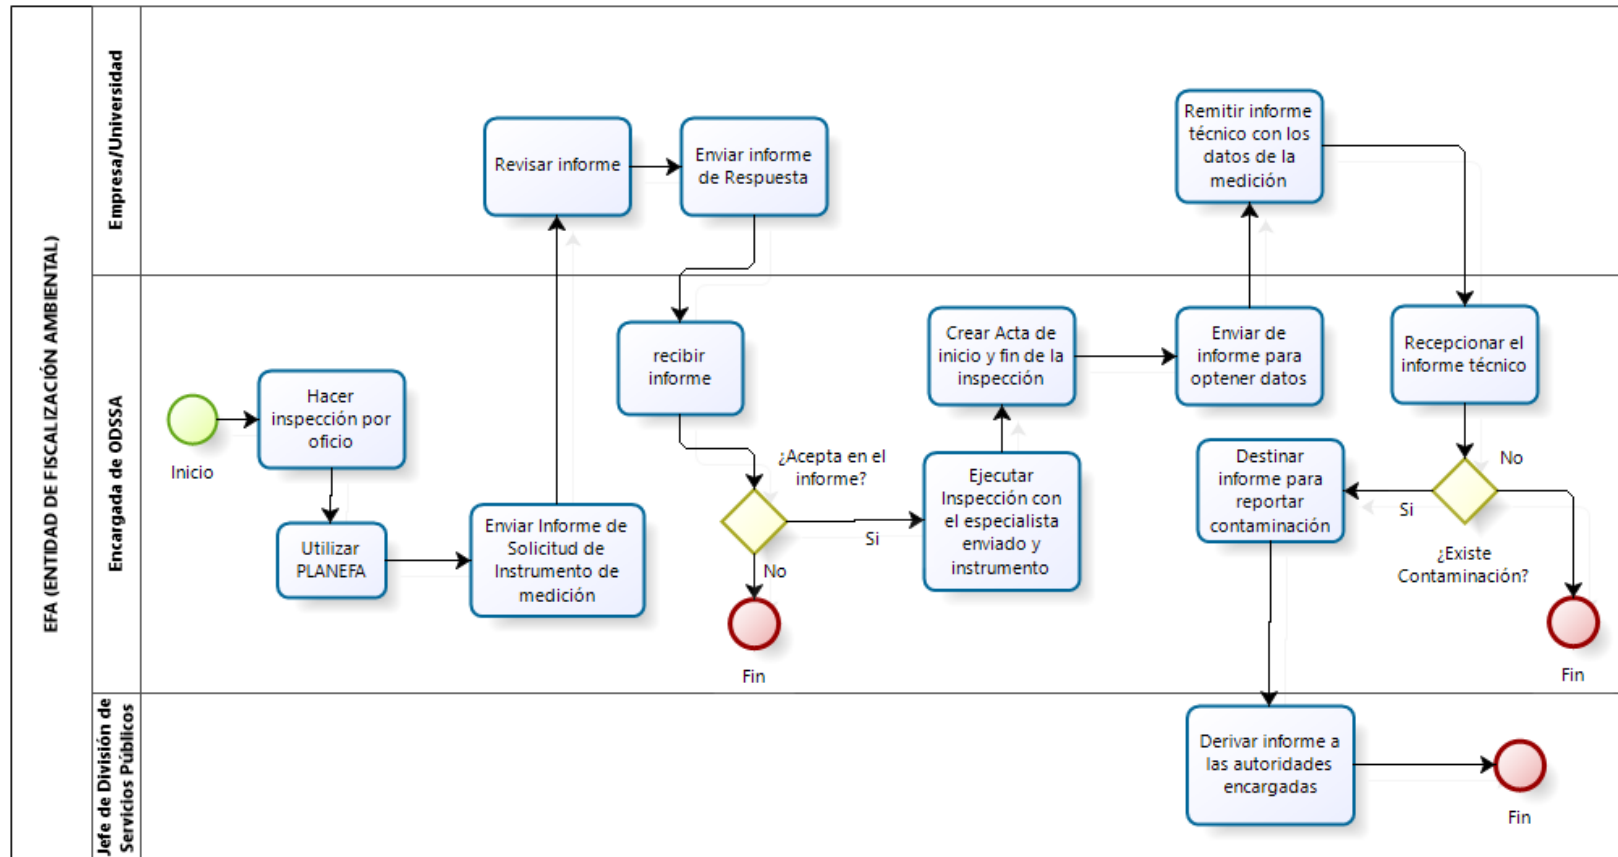 EFA (ENTIDAD DE FISCALIZACIÓN AMBIENTAL)
Empresa/Universidad
Revisar informe
Enviar informe
de Respuesta
Remitir informe
técnico con los
datos de la
medición
Encargada de ODSSA
Inicio
Hacer
inspección por
oficio
Utilizar
PLANEFA
Enviar Informe de
Solicitud de
Instrumento de
medición
recibir
informe
¿Acepta en el
informe?
Si
No
Fin
Ejecutar
Inspección con
el especialista
enviado y
instrumento
Crear Acta de
inicio y fin de la
inspección
Enviar de
informe para
optener datos
Recepcionar el
informe técnico
No
Si
¿Existe
Contaminación?
Fin
Destinar
informe para
reportar
contaminación
Jefe de División de
Servicios Públicos
Derivar informe a
las autoridades
encargadas
Fin